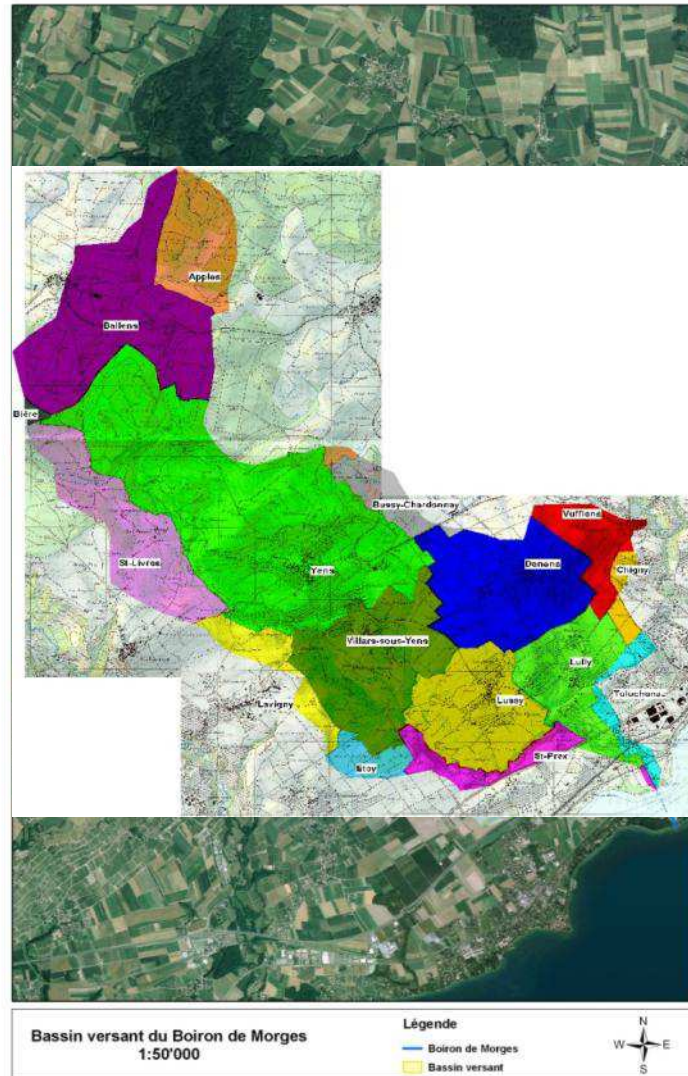 Apples
Ballens
Bière
Bussy-Chardonnay
Vufflens
St-Livres
Yens
Denens
Chigny
Villars-sous-Yens
Lully
Lavigny
Lussy
Tolochenaz
St-Prex
Etoy
Bassin versant du Boiron de Morges
1:50'000
Légende
Boiron de Morges
Bassin versant
N
W
E
S